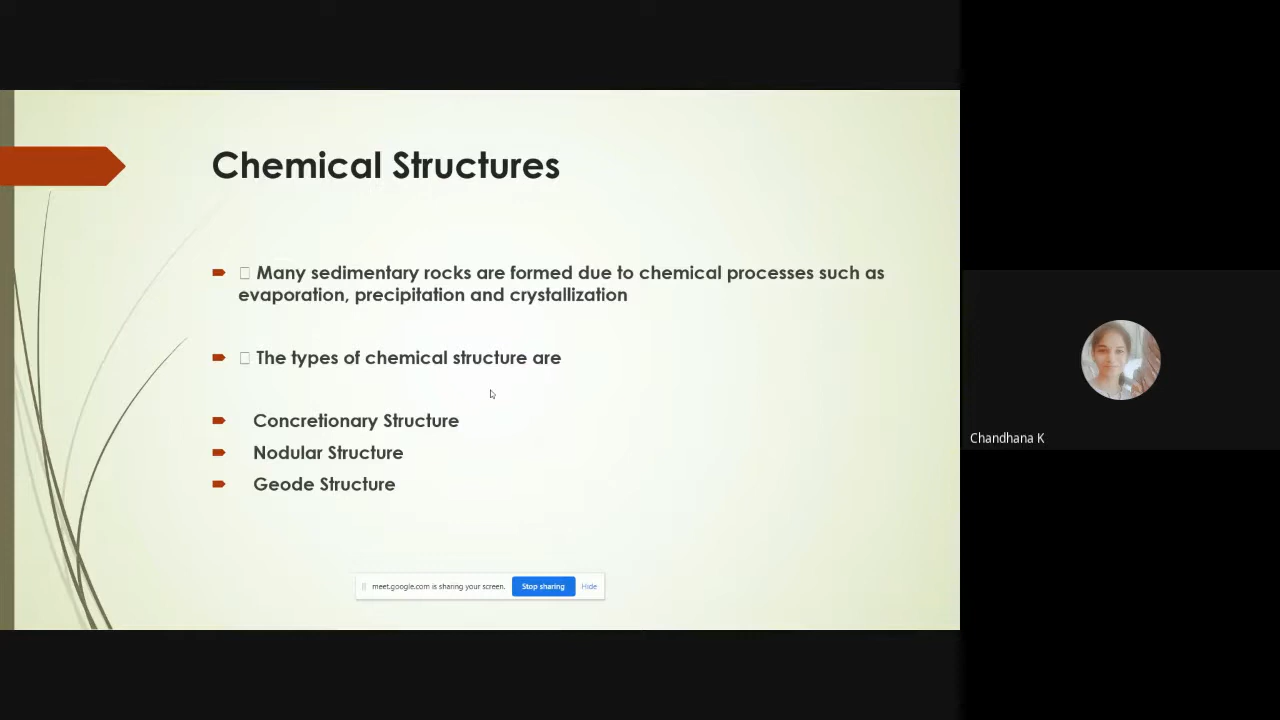 Chemical Structures
Many sedimentary rocks are formed due to chemical processes such as
evaporation, precipitation and crystallization
The types of chemical structure are
Concretionary Structure
Nodular Structure
Geode Structure
meet.google.com is sharing your screen. Stop sharing Hide
Chandhana K